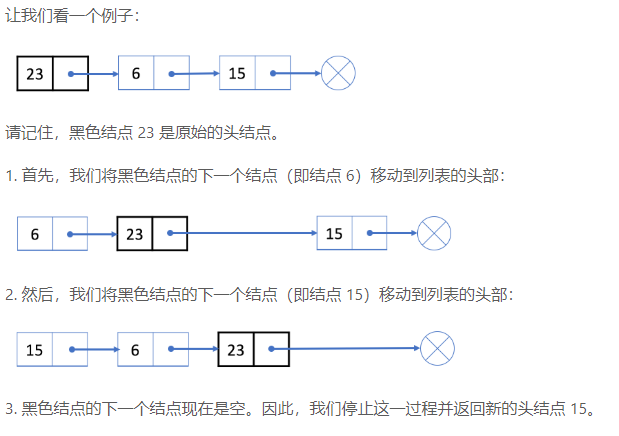 让我们看一个例子：
23 6 15
请记住，黑色结点 23 是原始的头结点。
1. 首先，我们将黑色结点的下一个结点（即结点 6）移动到列表的头部：
6 23 15
2. 然后，我们将黑色结点的下一个结点（即结点 15）移动到列表的头部：
15 6 23
3. 黑色结点的下一个结点现在是空。因此，我们停止这一过程并返回新的头结点 15。